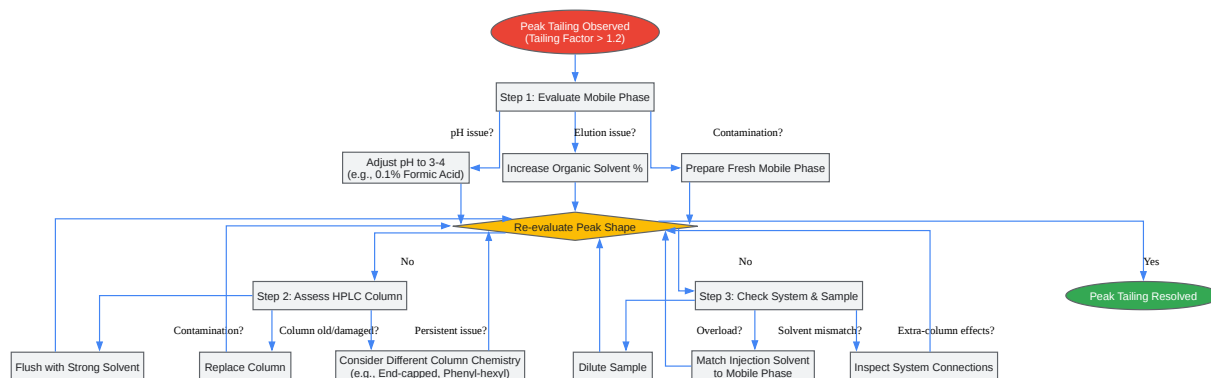 Peak Tailing Observed
(Tailing Factor > 1.2)
Step 1: Evaluate Mobile Phase
pH issue?
Elution issue?
Contamination?
Adjust pH to 3-4
(e.g., 0.1% Formic Acid)
Increase Organic Solvent %
Prepare Fresh Mobile Phase
Re-evaluate Peak Shape
No
No
Yes
Step 2: Assess HPLC Column
Step 3: Check System & Sample
Peak Tailing Resolved
Contamination?
Column old/damaged?
Persistent issue?
Overload?
Solvent mismatch?
Extra-column effects?
Flush with Strong Solvent
Replace Column
Consider Different Column Chemistry
(e.g., End-capped, Phenyl-hexyl)
Dilute Sample
Match Injection Solvent
to Mobile Phase
Inspect System Connections